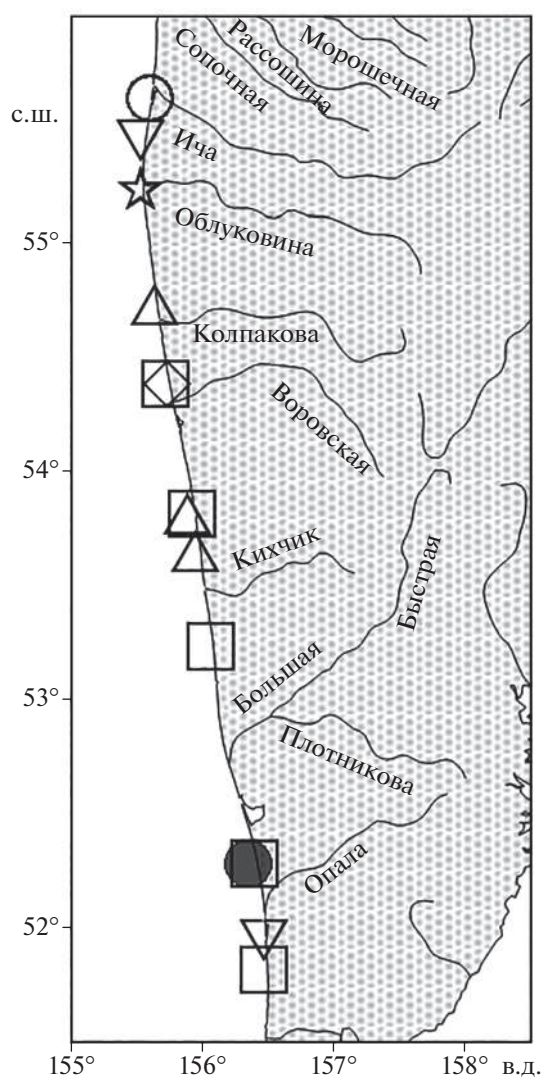 Морошечная
Рассошина
Сопочная
с.ш.
Ича
Облуковина
55°
Колпакова
Воровская
54°
Кихчик
Быстрая
Большая
53°
Плотникова
Опала
52°
155° 156° 157° 158° в.д.